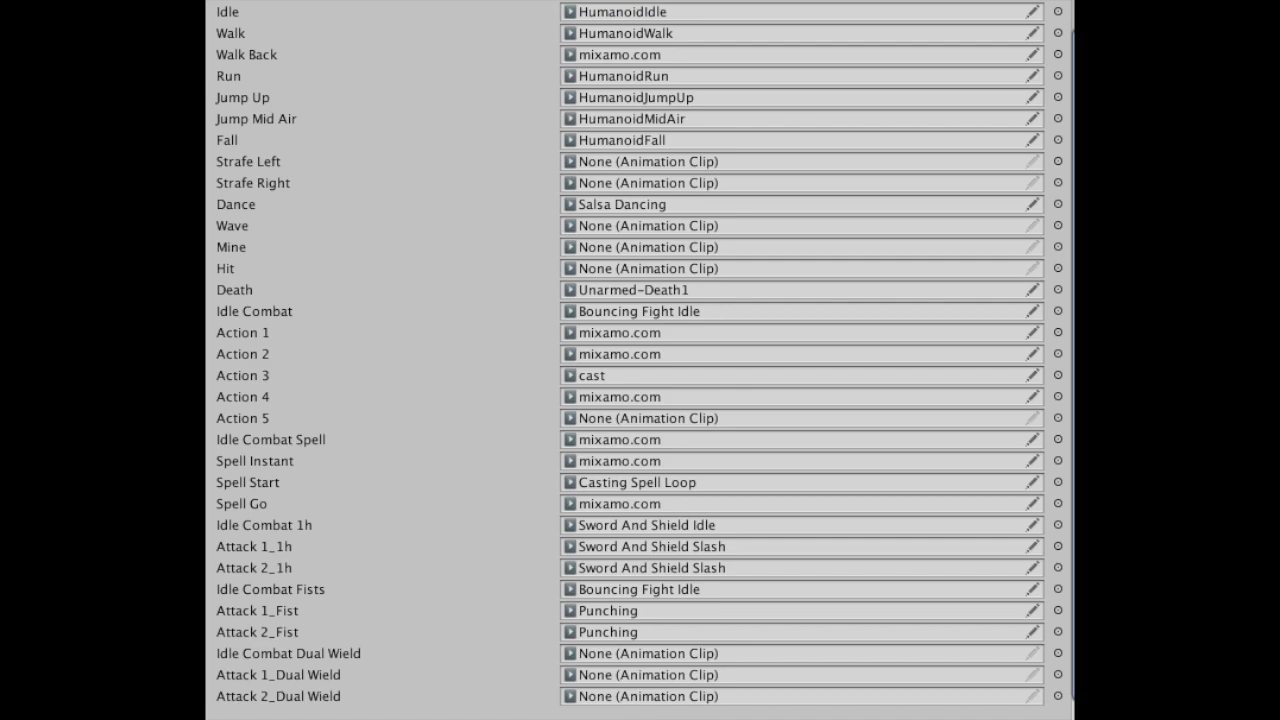 Idle HumanoidIdle
Walk HumanoidWalk
Walk Back mixamo.com
Run HumanoidRun
Jump Up HumanoidJumpUp
Jump Mid Air HumanoidMidAir
Fall HumanoidFall
Strafe Left None (Animation Clip)
Strafe Right None (Animation Clip)
Dance Salsa Dancing
Wave None (Animation Clip)
Mine None (Animation Clip)
Hit None (Animation Clip)
Death Unarmed-Death1
Idle Combat Bouncing Fight Idle
Action 1 mixamo.com
Action 2 mixamo.com
Action 3 cast
Action 4 mixamo.com
Action 5 None (Animation Clip)
Idle Combat Spell mixamo.com
Spell Instant mixamo.com
Spell Start Casting Spell Loop
Spell Go mixamo.com
Idle Combat 1h Sword And Shield Idle
Attack 1_1h Sword And Shield Slash
Attack 2_1h Sword And Shield Slash
Idle Combat Fists Bouncing Fight Idle
Attack 1_Fist Punching
Attack 2_Fist Punching
Idle Combat Dual Wield None (Animation Clip)
Attack 1_Dual Wield None (Animation Clip)
Attack 2_Dual Wield None (Animation Clip)